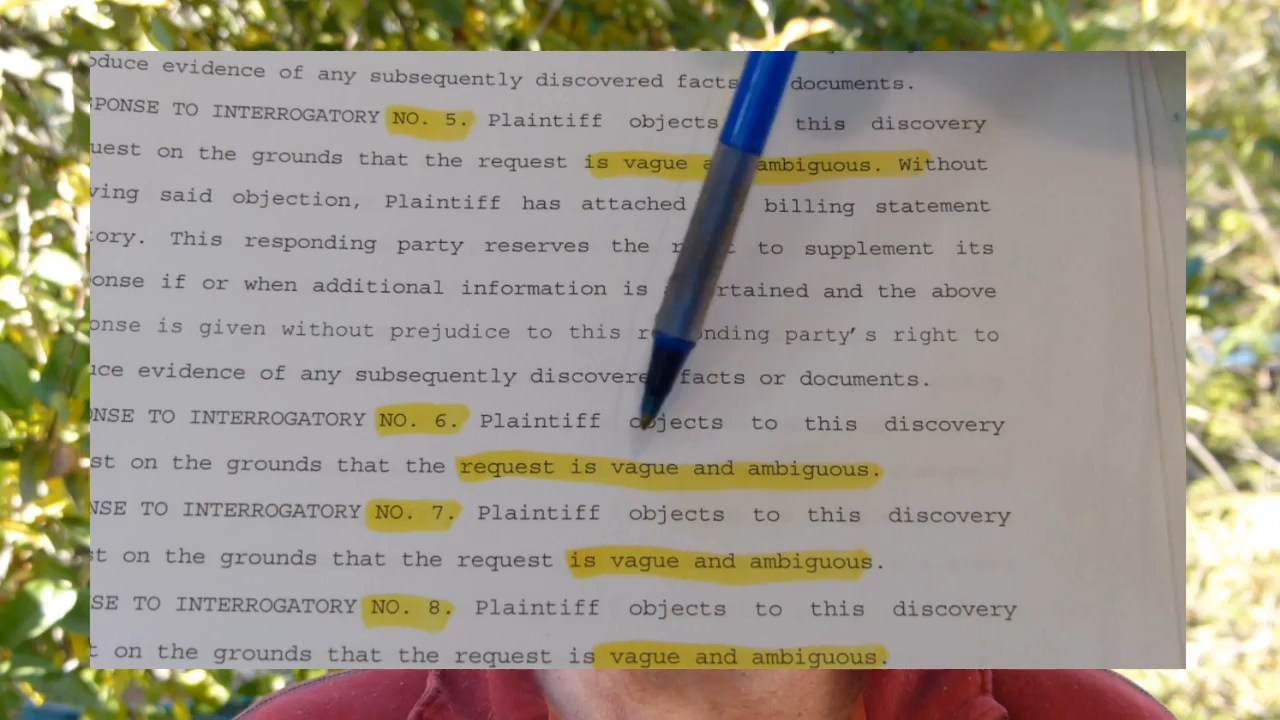 oduce evidence of any subsequently discovered facts documents.
PONSE TO INTERROGATORY NO. 5. Plaintiff objects this discovery
uest on the grounds that the request is vague a ambiguous. Without
ving said objection, Plaintiff has attached billing statement
ory. This responding party reserves the r t to supplement its
onse if or when additional information is rtained and the above
onse is given without prejudice to this r onding party's right to
uce evidence of any subsequently discovere facts or documents.
ONSE TO INTERROGATORY NO. 6. Plaintiff objects to this discovery
st on the grounds that the request is vague and ambiguous.
NSE TO INTERROGATORY NO. 7. Plaintiff objects to this discovery
st on the grounds that the request is vague and ambiguous.
SE TO INTERROGATORY NO. 8. Plaintiff objects to this discovery
t on the grounds that the request is vague and ambiguous.